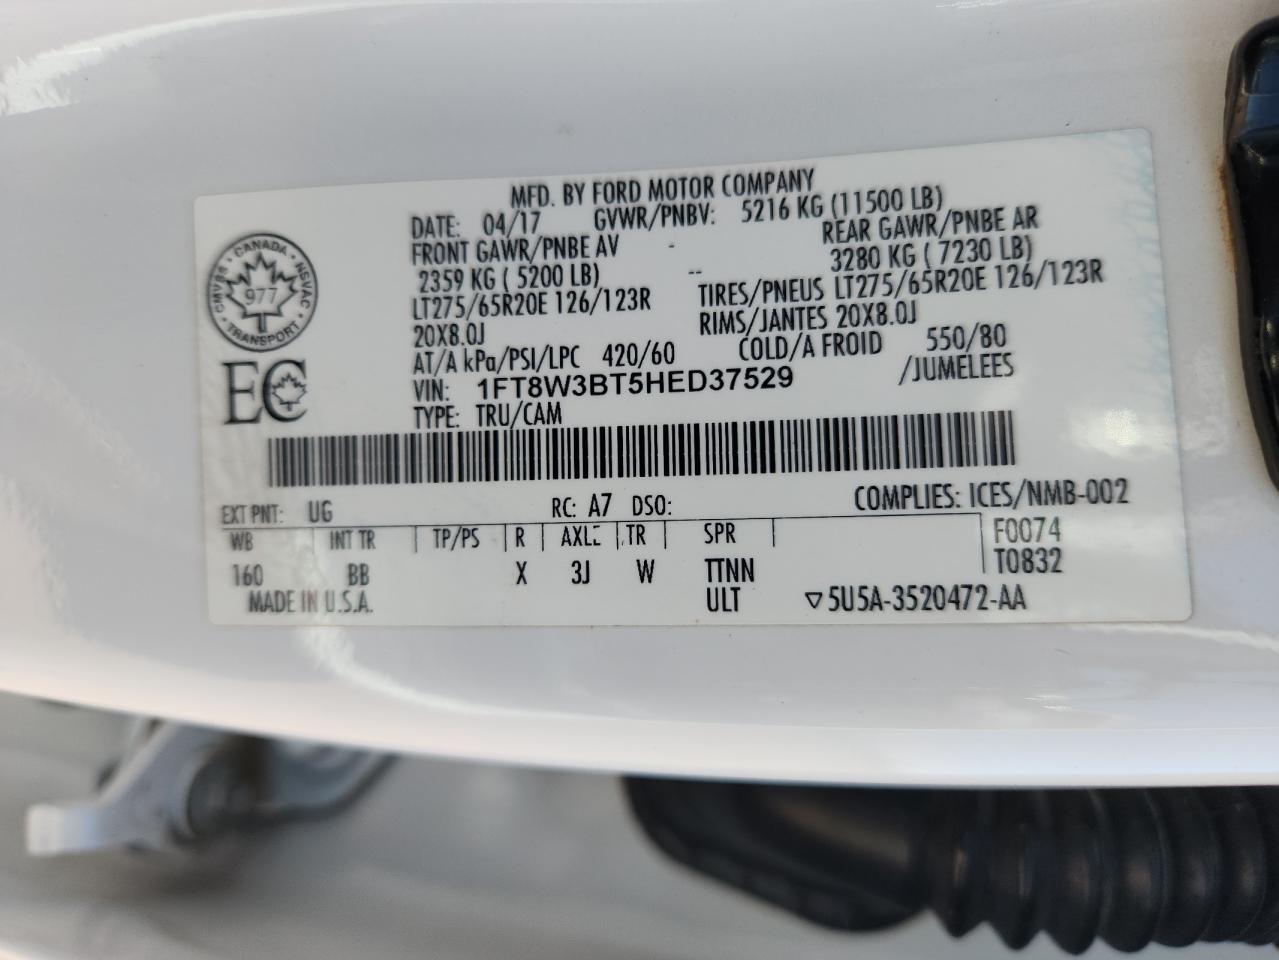 MFD. BY FORD MOTOR COMPANY
DATE: 04/17 GVWR/PNBV: 5216 KG (11500 LB)
FRONT GAWR/PNBE AV - REAR GAWR/PNBE AR
2359 KG ( 5200 LB) -- 3280 KG ( 7230 LB)
LT275/65R20E 126/123R TIRES/PNEUS LT275/65R20E 126/123R
20X8.0J RIMS/JANTES 20X8.0J
AT/A kPa/PSI/LPC 420/60 COLD/A FROID 550/80
VIN: 1FT8W3BT5HED37529 /JUMELEES
TYPE: TRU/CAM
CANADA
CMVSS NSVAC
977
TRANSPORT
EC
EXT PNT: UG RC: A7 DSO: COMPLIES: ICES/NMB-002
WB INT TR TP/PS R AXLE TR SPR F0074
160 BB X 3J W TTNN T0832
MADE IN U.S.A. ULT ▽5U5A-3520472-AA